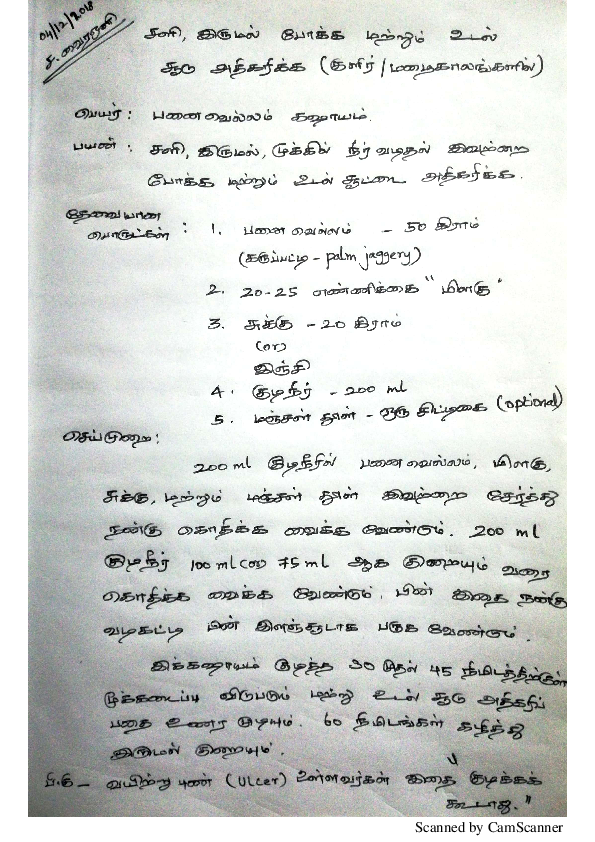 04/12/2018
சளி, இருமல் போக்க மற்றும் உடல்
சூடு அதிகரிக்க (குளிர் / மழைகாலங்களில்)
பெயர் : பனைவெல்லம் கஷாயம்.
பயன் : சளி, இருமல், மூக்கில் நீர் வடிதல் இவற்றை
போக்க மற்றும் உடல் சூட்டை அதிகரிக்க.
தேவையான
பொருட்கள் : 1. பனை வெல்லம் - 50 கிராம்
(கருப்பட்டி - palm jaggery)
2. 20-25 எண்ணிக்கை "மிளகு"
3. சுக்கு - 20 கிராம்
(or)
இஞ்சி
4. குடிநீர் - 200 ml
5. மஞ்சள் தூள் - ஒரு சிட்டிகை (optional)
செய்முறை:
200 ml குடிநீரில் பனைவெல்லம், மிளகு,
சுக்கு, மற்றும் மஞ்சள் தூள் இவற்றை சேர்த்து
நன்கு கொதிக்க வைக்க வேண்டும். 200 ml
குடிநீர் 100 ml (or) 75 ml ஆக குறையும் வரை
கொதிக்க வைக்க வேண்டும். பின் இதை நன்கு
வடிகட்டி பின் இளஞ்சூடாக பருக வேண்டும்.
இக்கஷாயம் குடித்த 30 முதல் 45 நிமிடத்திற்குள்
மூக்கடைப்பு விடுபடும் மற்று உடல் சூடு அதிகரிப்
பதை உணர முடியும். 60 நிமிடங்கள் கழித்து
இருமல் குறையும்.
பி.கு - வயிற்று புண் (Ulcer) உள்ளவர்கள் இதை குடிக்கக்
கூடாது."
Scanned by CamScanner